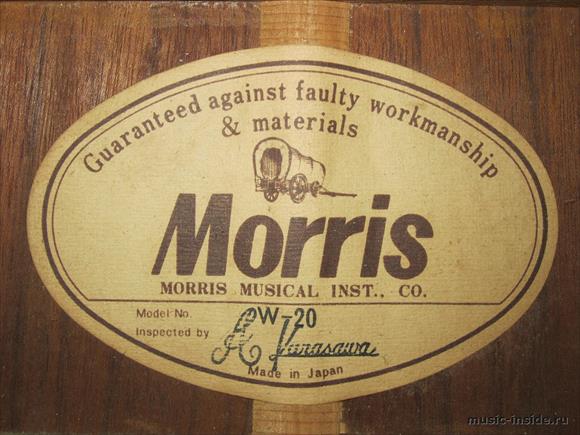 Guaranteed against faulty workmanship
& materials
Morris
MORRIS MUSICAL INST., CO.
Model No. W-20
Inspected by Karasawa
Made in Japan
music-inside.ru